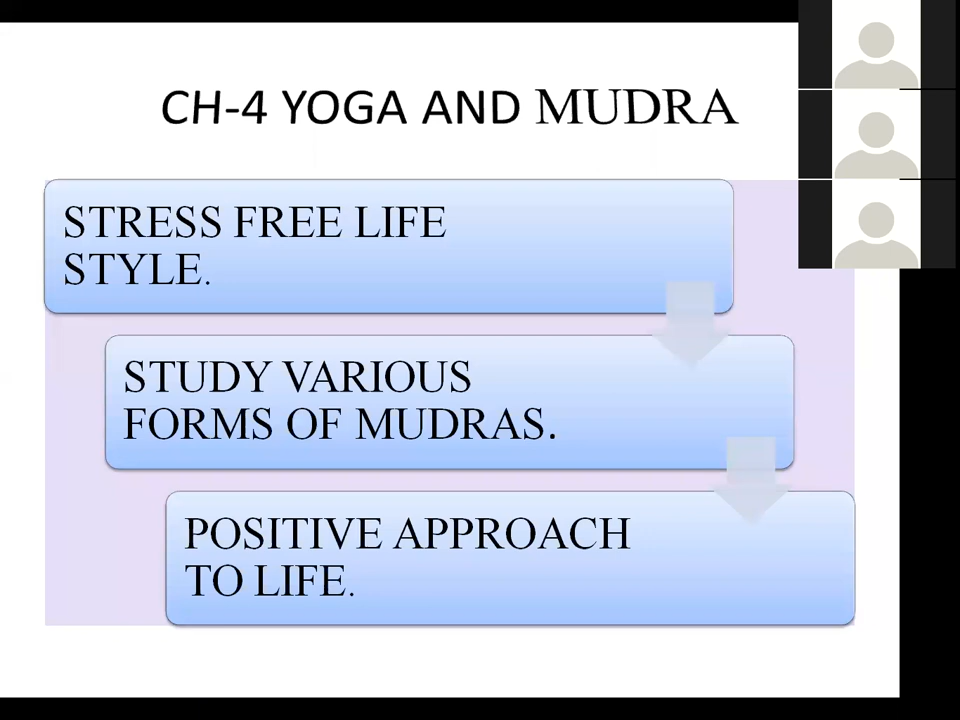 CH-4 YOGA AND MUDRA
STRESS FREE LIFE
STYLE.
STUDY VARIOUS
FORMS OF MUDRAS.
POSITIVE APPROACH
TO LIFE.